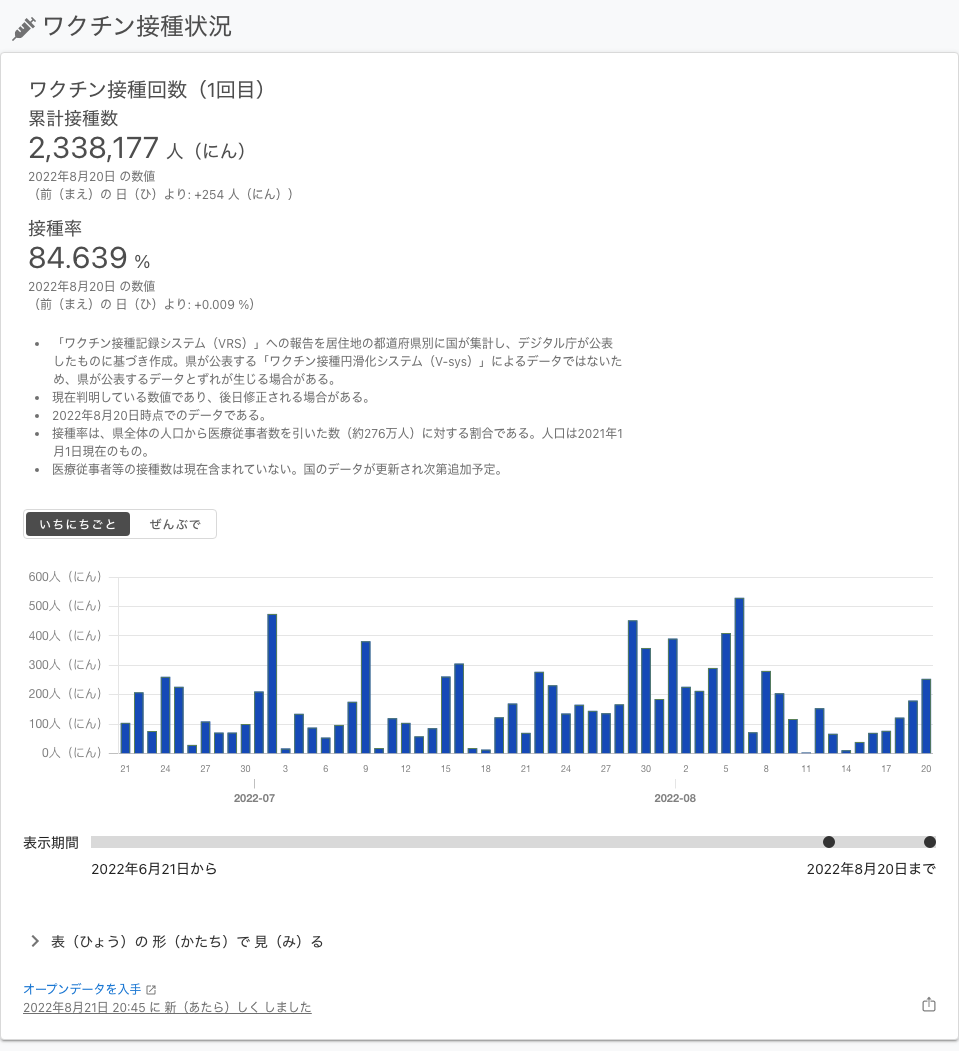 ワクチン接種状況
ワクチン接種回数（1回目）
累計接種数
2,338,177 人（にん）
2022年8月20日 の数値
（前（まえ）の 日（ひ）より: +254 人（にん））
接種率
84.639 %
2022年8月20日 の数値
（前（まえ）の 日（ひ）より: +0.009 %）
• 「ワクチン接種記録システム（VRS）」への報告を居住地の都道府県別に国が集計し、デジタル庁が公表
したものに基づき作成。県が公表する「ワクチン接種円滑化システム（V-sys）」によるデータではないた
め、県が公表するデータとずれが生じる場合がある。
• 現在判明している数値であり、後日修正される場合がある。
• 2022年8月20日時点でのデータである。
• 接種率は、県全体の人口から医療従事者数を引いた数（約276万人）に対する割合である。人口は2021年1
月1日現在のもの。
• 医療従事者等の接種数は現在含まれていない。国のデータが更新され次第追加予定。
いちにちごと ぜんぶで
600人（にん）
500人（にん）
400人（にん）
300人（にん）
200人（にん）
100人（にん）
0人（にん）
21 24 27 30 3 6 9 12 15 18 21 24 27 30 2 5 8 11 14 17 20
2022-07 2022-08
表示期間
2022年6月21日から 2022年8月20日まで
表（ひょう）の 形（かたち）で 見（み）る
オープンデータを入手
2022年8月21日 20:45 に 新（あたら）しく しました